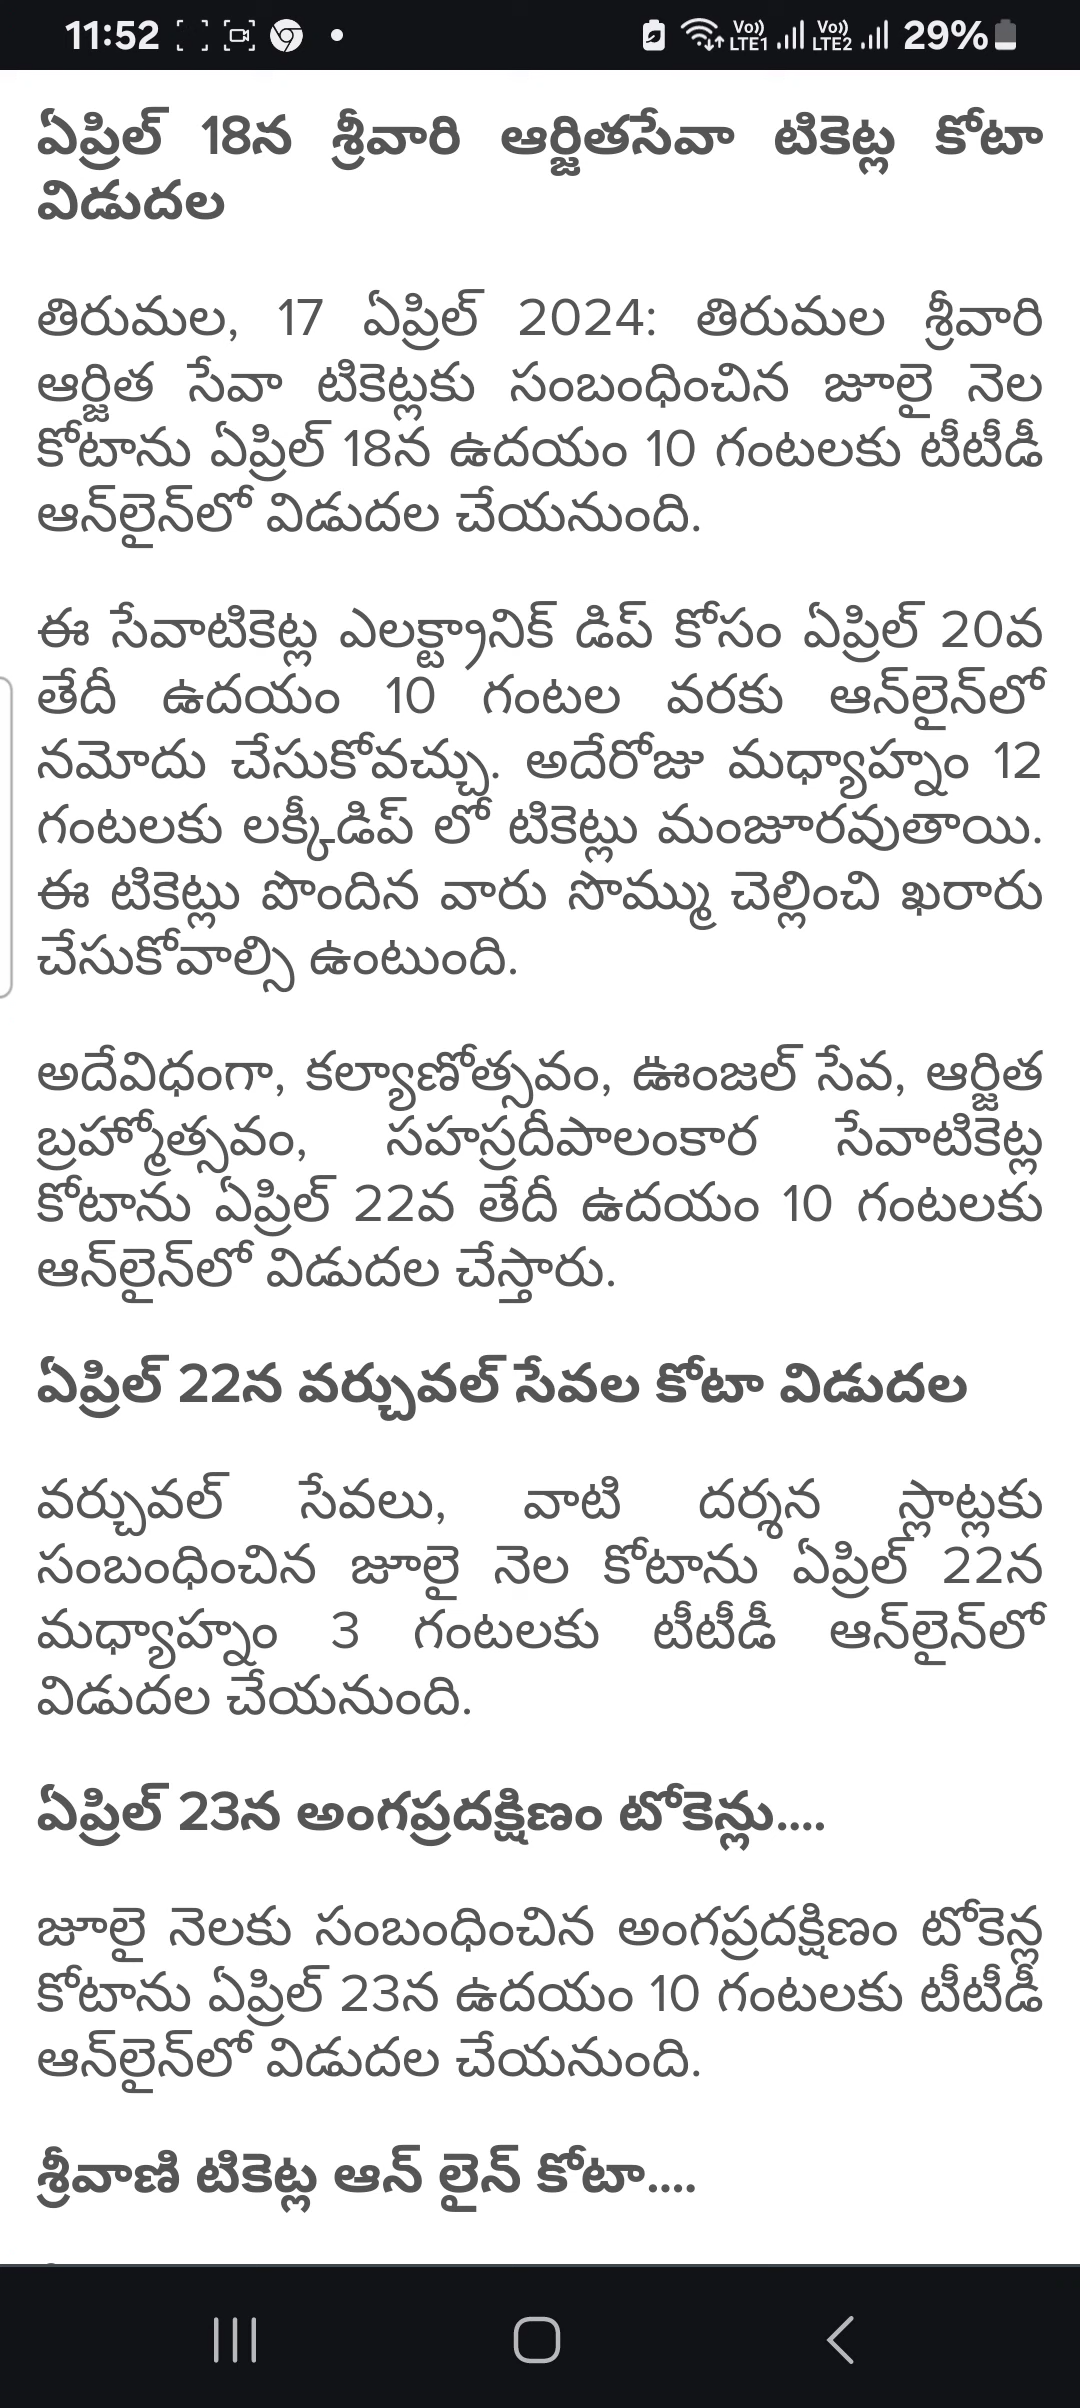 11:52
Vo)) LTE1 Vo)) LTE2 29%
ఏప్రిల్ 18న శ్రీవారి ఆర్జితసేవా టికెట్ల కోటా
విడుదల
తిరుమల, 17 ఏప్రిల్ 2024: తిరుమల శ్రీవారి
ఆర్జిత సేవా టికెట్లకు సంబంధించిన జూలై నెల
కోటాను ఏప్రిల్ 18న ఉదయం 10 గంటలకు టీటీడీ
ఆన్‌లైన్‌లో విడుదల చేయనుంది.
ఈ సేవాటికెట్ల ఎలక్ట్రానిక్ డిప్ కోసం ఏప్రిల్ 20వ
తేదీ ఉదయం 10 గంటల వరకు ఆన్‌లైన్‌లో
నమోదు చేసుకోవచ్చు. అదేరోజు మధ్యాహ్నం 12
గంటలకు లక్కీడిప్ లో టికెట్లు మంజూరవుతాయి.
ఈ టికెట్లు పొందిన వారు సొమ్ము చెల్లించి ఖరారు
చేసుకోవాల్సి ఉంటుంది.
అదేవిధంగా, కల్యాణోత్సవం, ఊంజల్ సేవ, ఆర్జిత
బ్రహ్మోత్సవం, సహస్రదీపాలంకార సేవాటికెట్ల
కోటాను ఏప్రిల్ 22వ తేదీ ఉదయం 10 గంటలకు
ఆన్‌లైన్‌లో విడుదల చేస్తారు.
ఏప్రిల్ 22న వర్చువల్ సేవల కోటా విడుదల
వర్చువల్ సేవలు, వాటి దర్శన స్లాట్లకు
సంబంధించిన జూలై నెల కోటాను ఏప్రిల్ 22న
మధ్యాహ్నం 3 గంటలకు టీటీడీ ఆన్‌లైన్‌లో
విడుదల చేయనుంది.
ఏప్రిల్ 23న అంగప్రదక్షిణం టోకెన్లు....
జూలై నెలకు సంబంధించిన అంగప్రదక్షిణం టోకెన్ల
కోటాను ఏప్రిల్ 23న ఉదయం 10 గంటలకు టీటీడీ
ఆన్‌లైన్‌లో విడుదల చేయనుంది.
శ్రీవాణి టికెట్ల ఆన్ లైన్ కోటా....